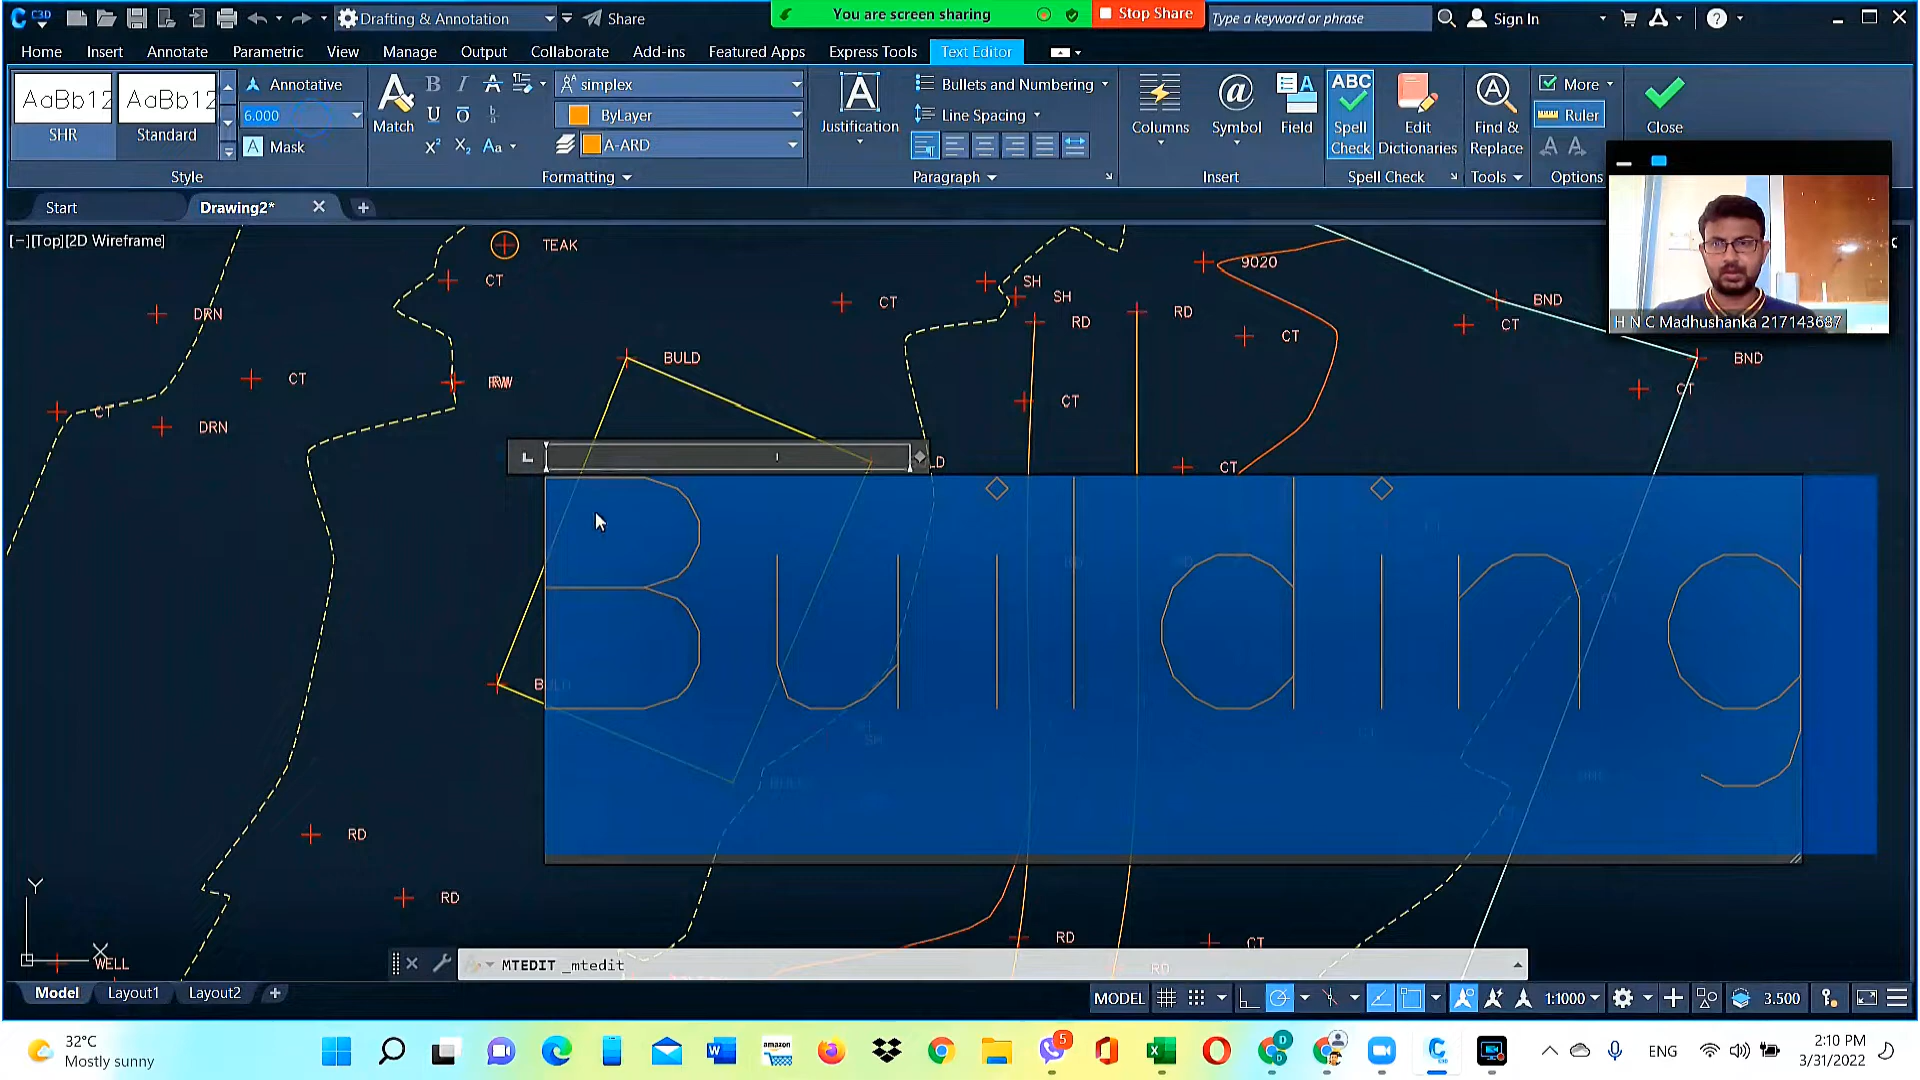 C3D
Drafting & Annotation
Share
You are screen sharing
Stop Share
Type a keyword or phrase
Sign In
Home Insert Annotate Parametric View Manage Output Collaborate Add-ins Featured Apps Express Tools Text Editor
AaBb12
SHR
AaBb12
Standard
Annotative
6.000
Mask
Style
Match
simplex
ByLayer
A-ARD
Formatting
Justification
Bullets and Numbering
Line Spacing
Paragraph
Columns
Symbol
Field
Insert
ABC
Spell Check
Edit Dictionaries
Spell Check
Find & Replace
Tools
More
Ruler
Options
Close
Start
Drawing2*
[−][Top][2D Wireframe]
H N C Madhushanka 217143687
TEAK
CT
DRN
CT
CT
DRN
BULD
CT
SH
SH
RD
RD
9020
CT
BND
CT
BND
CT
CT
CT
LD
Building
RD
RD
RD
CT
RD
WELL
Y
X
MTEDIT _mtedit
Model Layout1 Layout2
MODEL
1:1000
3.500
32°C
Mostly sunny
amazon
5
ENG
2:10 PM
3/31/2022